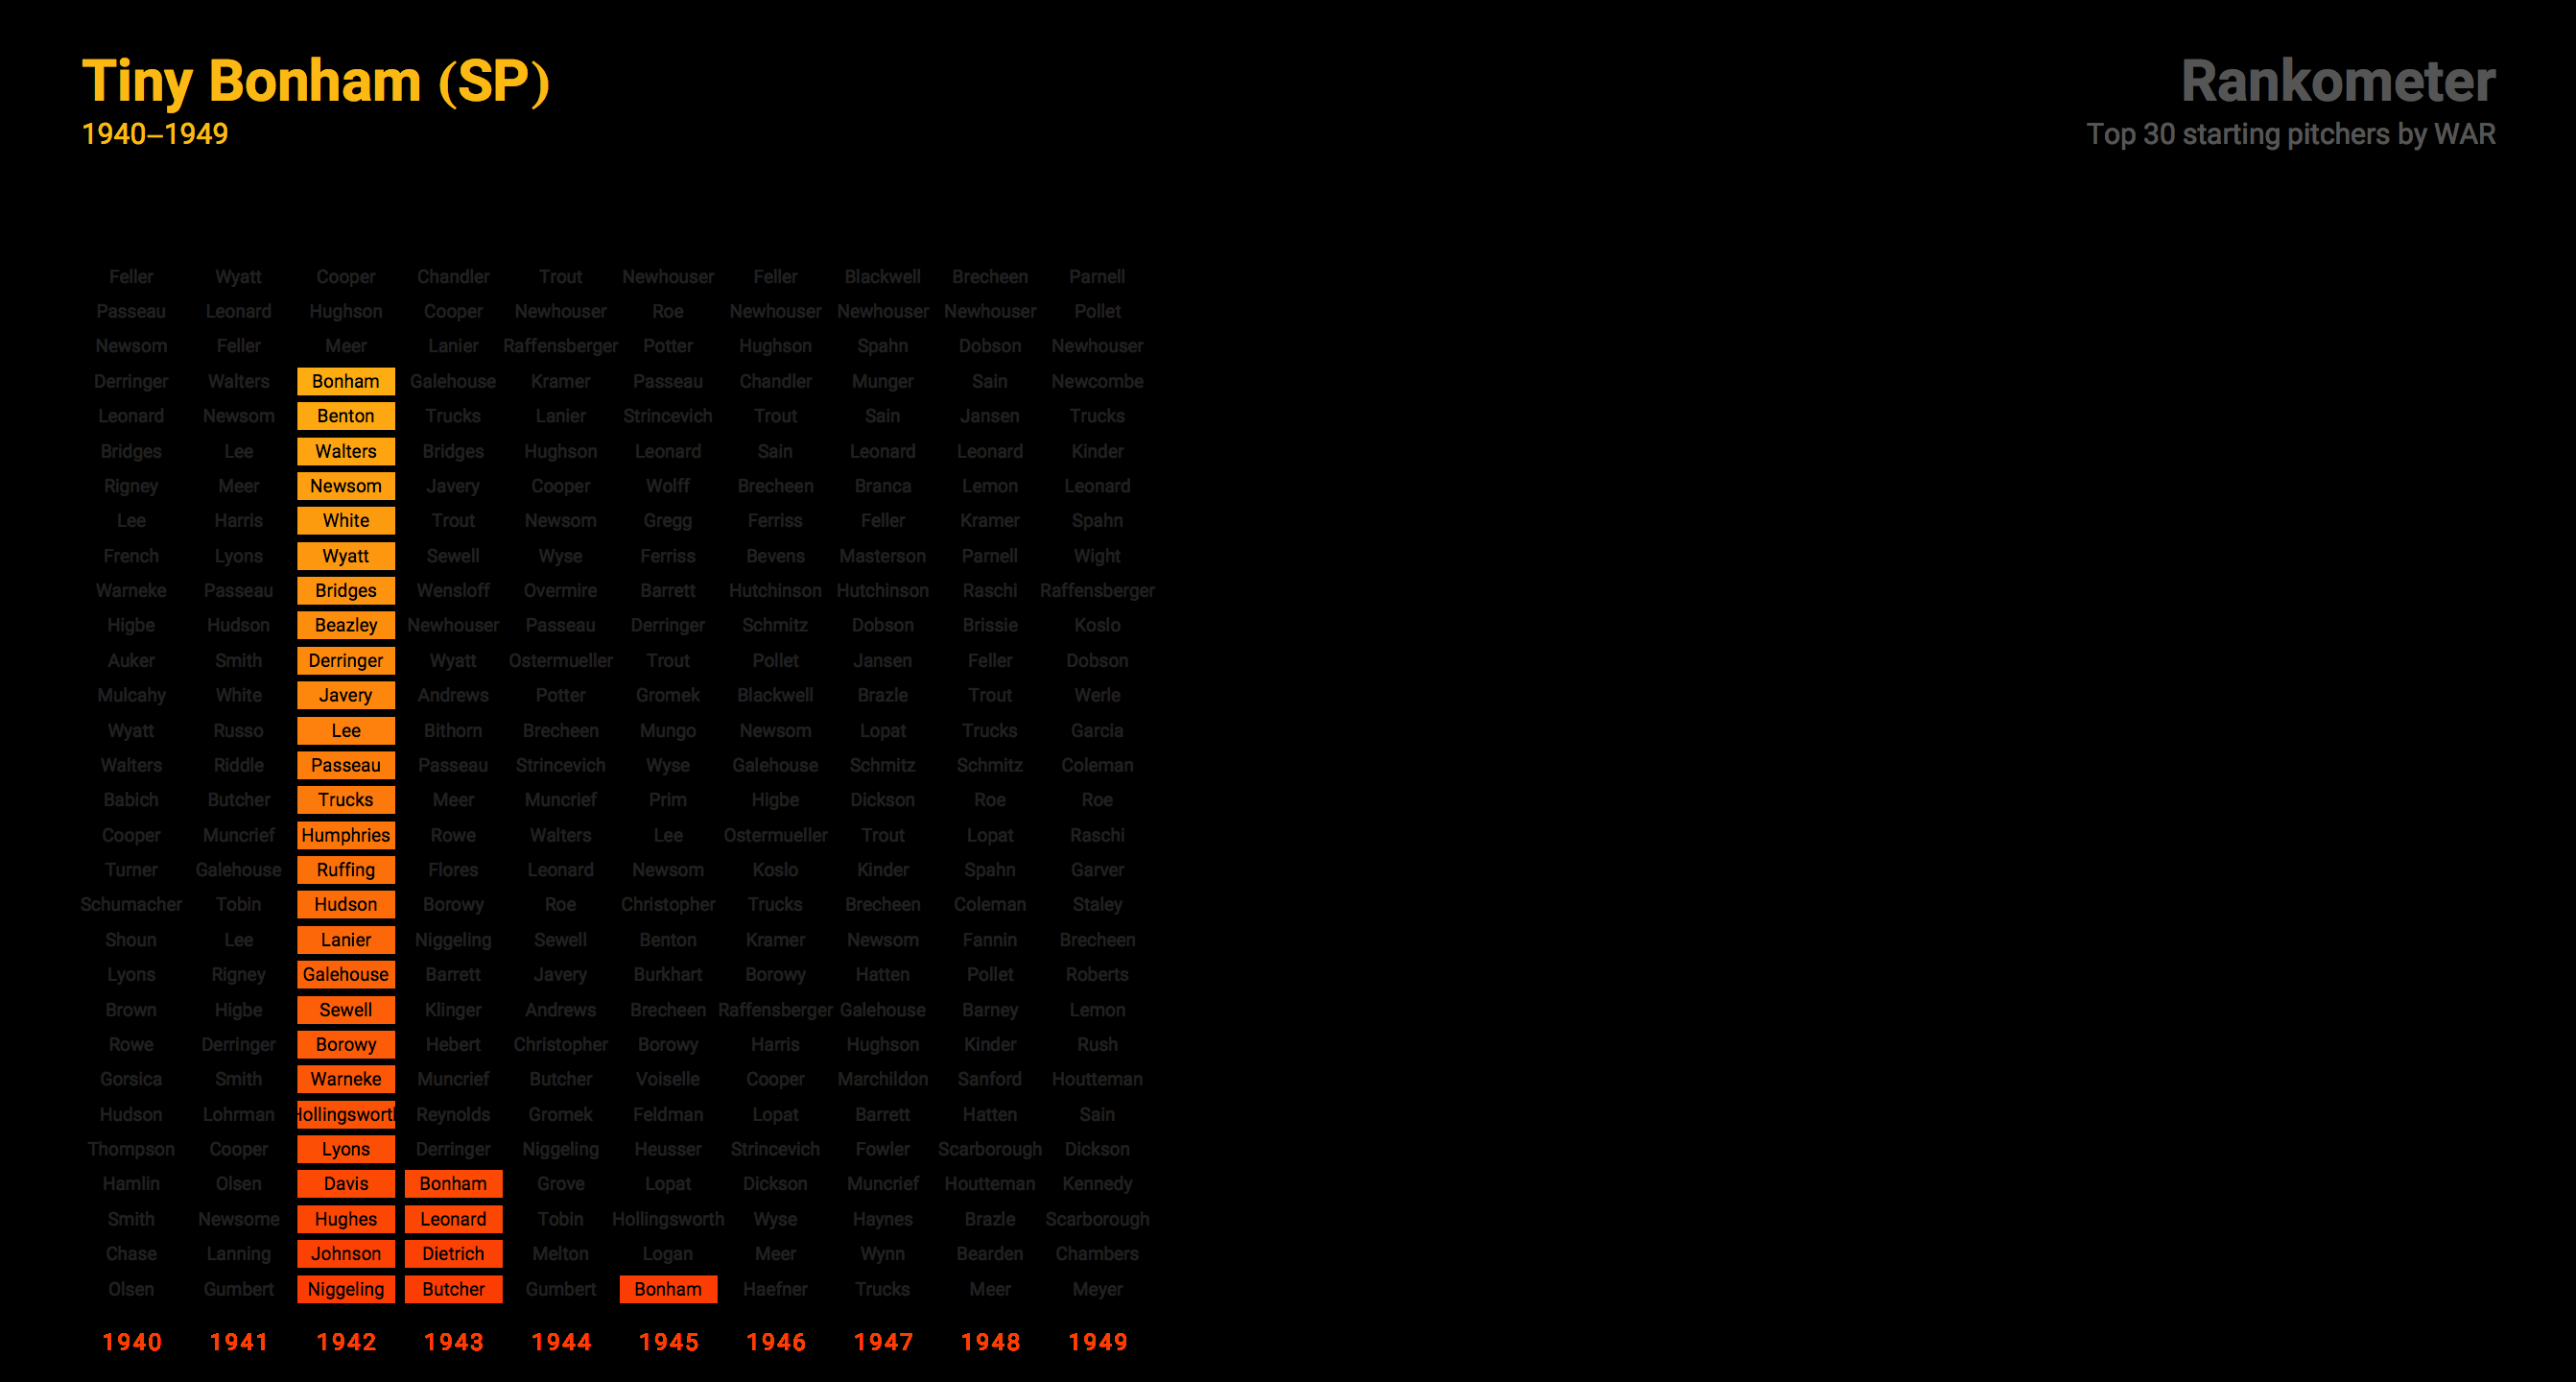 Tiny Bonham (SP)
1940–1949
Rankometer
Top 30 starting pitchers by WAR
Feller Wyatt Cooper Chandler Trout Newhouser Feller Blackwell Brecheen Parnell
Passeau Leonard Hughson Cooper Newhouser Roe Newhouser Newhouser Newhouser Pollet
Newsom Feller Meer Lanier Raffensberger Potter Hughson Spahn Dobson Newhouser
Derringer Walters Bonham Galehouse Kramer Passeau Chandler Munger Sain Newcombe
Leonard Newsom Benton Trucks Lanier Strincevich Trout Sain Jansen Trucks
Bridges Lee Walters Bridges Hughson Leonard Sain Leonard Leonard Kinder
Rigney Meer Newsom Javery Cooper Wolff Brecheen Branca Lemon Leonard
Lee Harris White Trout Newsom Gregg Ferriss Feller Kramer Spahn
French Lyons Wyatt Sewell Wyse Ferriss Bevens Masterson Parnell Wight
Warneke Passeau Bridges Wensloff Overmire Barrett Hutchinson Hutchinson Raschi Raffensberger
Higbe Hudson Beazley Newhouser Passeau Derringer Schmitz Dobson Brissie Koslo
Auker Smith Derringer Wyatt Ostermueller Trout Pollet Jansen Feller Dobson
Mulcahy White Javery Andrews Potter Gromek Blackwell Brazle Trout Werle
Wyatt Russo Lee Bithorn Brecheen Mungo Newsom Lopat Trucks Garcia
Walters Riddle Passeau Passeau Strincevich Wyse Galehouse Schmitz Schmitz Coleman
Babich Butcher Trucks Meer Muncrief Prim Higbe Dickson Roe Roe
Cooper Muncrief Humphries Rowe Walters Lee Ostermueller Trout Lopat Raschi
Turner Galehouse Ruffing Flores Leonard Newsom Koslo Kinder Spahn Garver
Schumacher Tobin Hudson Borowy Roe Christopher Trucks Brecheen Coleman Staley
Shoun Lee Lanier Niggeling Sewell Benton Kramer Newsom Fannin Brecheen
Lyons Rigney Galehouse Barrett Javery Burkhart Borowy Hatten Pollet Roberts
Brown Higbe Sewell Klinger Andrews Brecheen Raffensberger Galehouse Barney Lemon
Rowe Derringer Borowy Hebert Christopher Borowy Harris Hughson Kinder Rush
Gorsica Smith Warneke Muncrief Butcher Voiselle Cooper Marchildon Sanford Houtteman
Hudson Lohrman Hollingsworth Reynolds Gromek Feldman Lopat Barrett Hatten Sain
Thompson Cooper Lyons Derringer Niggeling Heusser Strincevich Fowler Scarborough Dickson
Hamlin Olsen Davis Bonham Grove Lopat Dickson Muncrief Houtteman Kennedy
Smith Newsome Hughes Leonard Tobin Hollingsworth Wyse Haynes Brazle Scarborough
Chase Lanning Johnson Dietrich Melton Logan Meer Wynn Bearden Chambers
Olsen Gumbert Niggeling Butcher Gumbert Bonham Haefner Trucks Meer Meyer
1940 1941 1942 1943 1944 1945 1946 1947 1948 1949